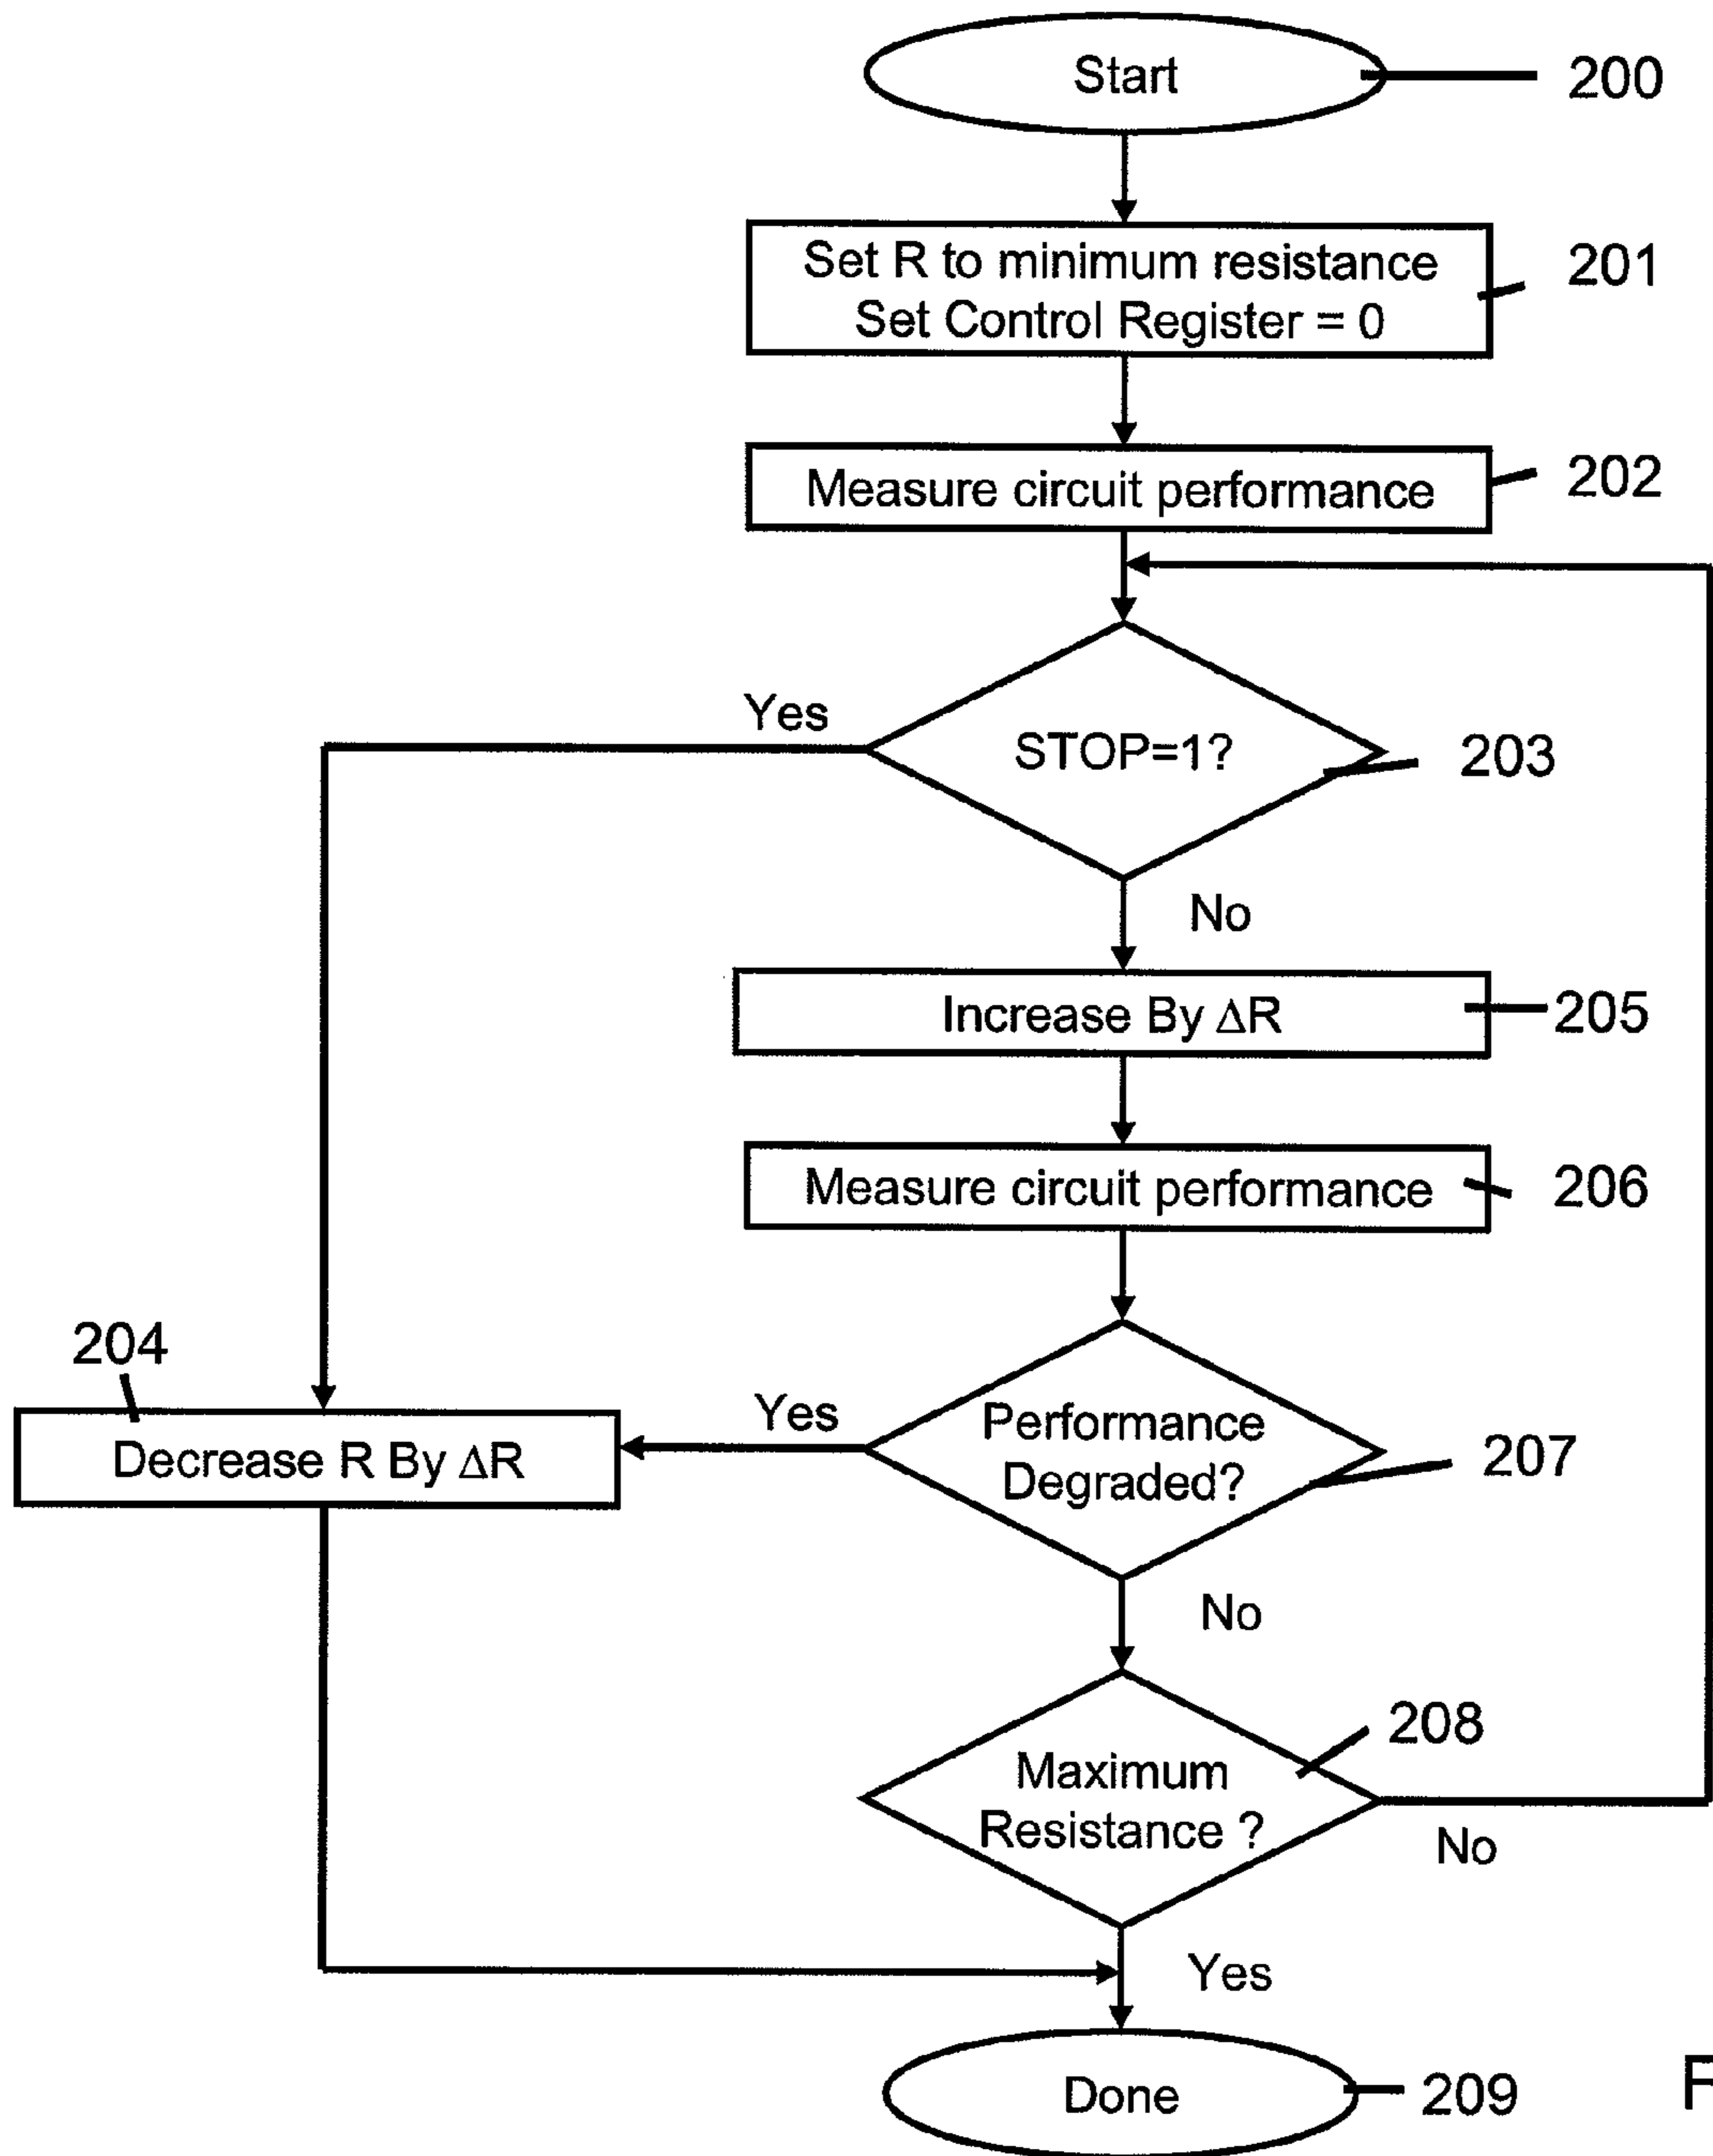 Start
200
Set R to minimum resistance
Set Control Register = 0
201
Measure circuit performance
202
Yes
STOP=1?
203
No
Increase By ΔR
205
Measure circuit performance
206
204
Decrease R By ΔR
Yes
Performance
Degraded?
207
No
208
Maximum
Resistance ?
No
Yes
Done
209
F